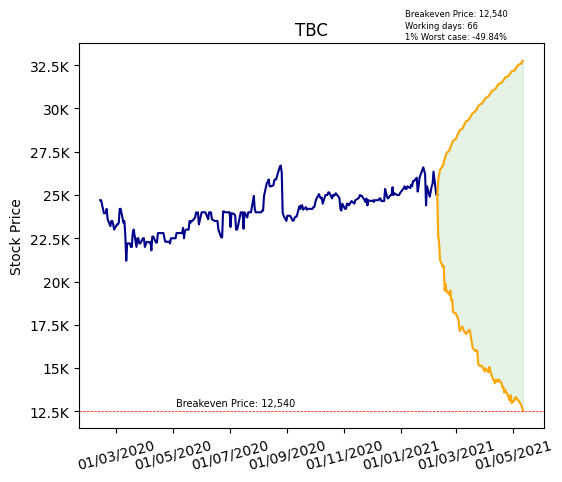 Breakeven Price: 12,540
Working days: 66
1% Worst case: -49.84%
TBC
Stock Price
32.5K
30K
27.5K
25K
22.5K
20K
17.5K
15K
12.5K
Breakeven Price: 12,540
01/03/2020
01/05/2020
01/07/2020
01/09/2020
01/11/2020
01/01/2021
01/03/2021
01/05/2021